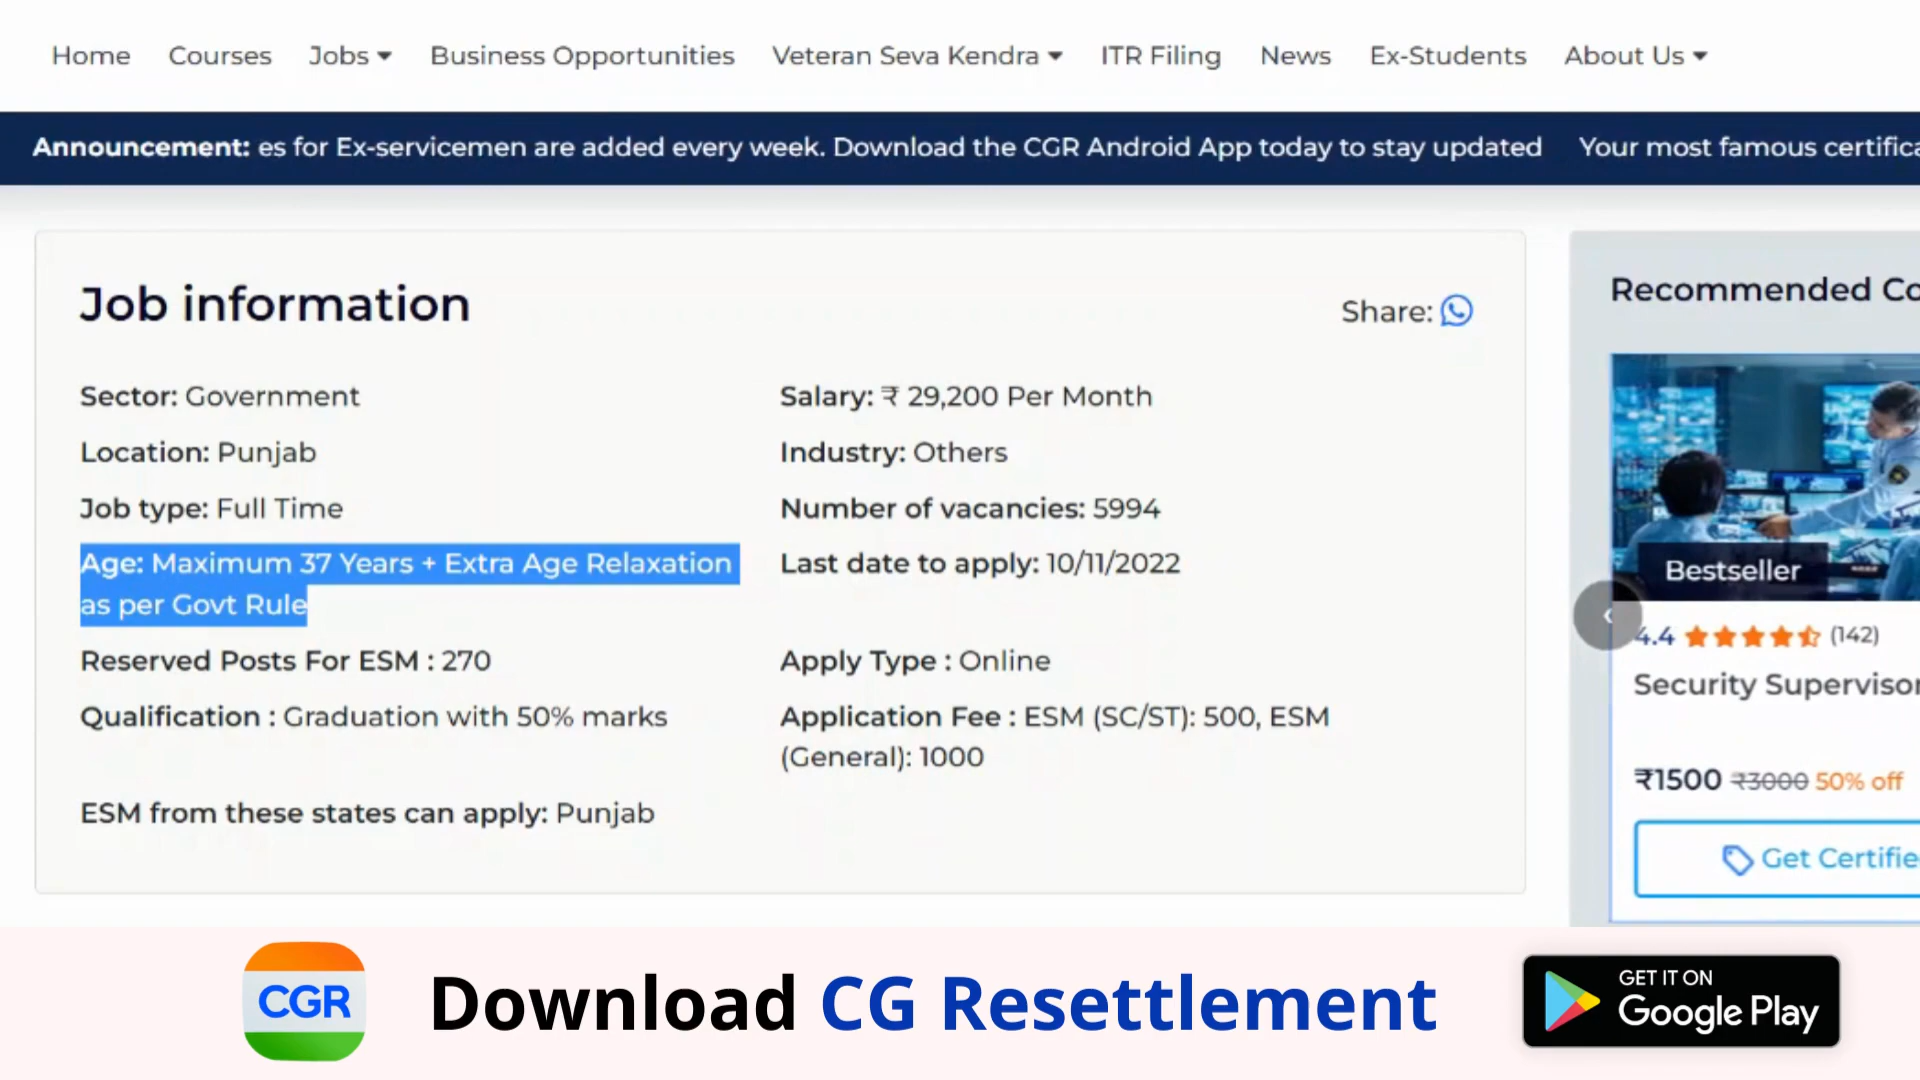 Home Courses Jobs Business Opportunities Veteran Seva Kendra ITR Filing News Ex-Students About Us
Announcement: es for Ex-servicemen are added every week. Download the CGR Android App today to stay updated Your most famous certifica
Job information
Share:
Sector: Government
Salary: ₹ 29,200 Per Month
Location: Punjab
Industry: Others
Job type: Full Time
Number of vacancies: 5994
Age: Maximum 37 Years + Extra Age Relaxation
as per Govt Rule
Last date to apply: 10/11/2022
Reserved Posts For ESM : 270
Apply Type : Online
Qualification : Graduation with 50% marks
Application Fee : ESM (SC/ST): 500, ESM
(General): 1000
ESM from these states can apply: Punjab
Recommended Co
Bestseller
4.4 (142)
Security Supervisor
₹1500 ₹3000 50% off
Get Certifie
CGR
Download CG Resettlement
GET IT ON
Google Play